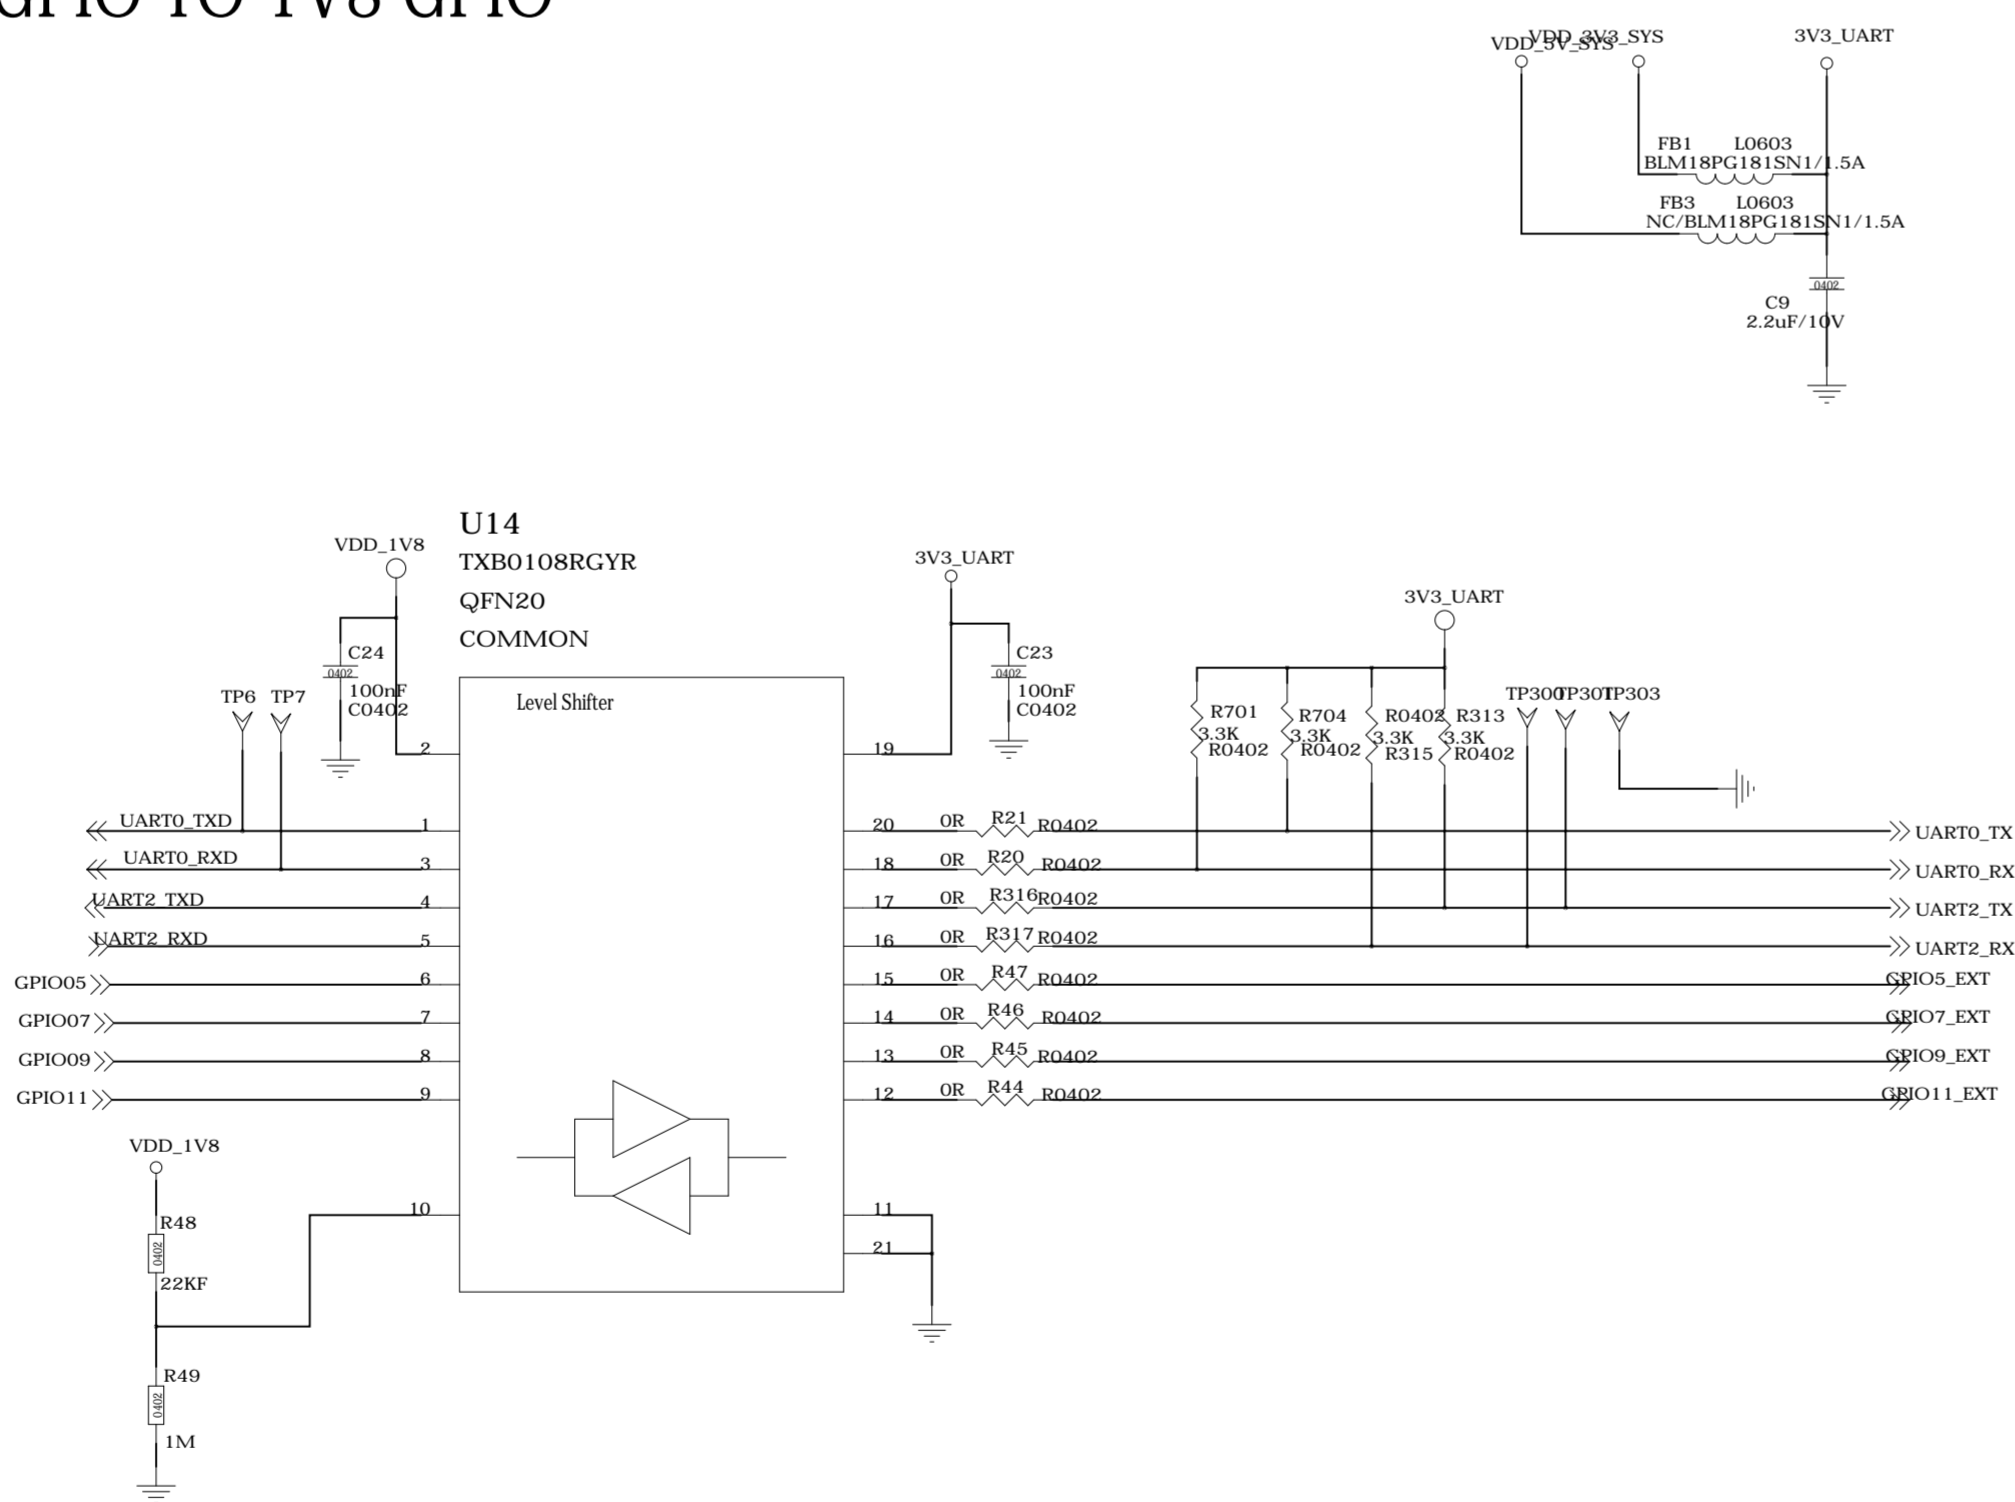 GPIO TO 1V8 GPIO
VDD_5V_SYS
VDD_3V3_SYS
3V3_UART
FB1 L0603
BLM18PG181SN1/1.5A
FB3 L0603
NC/BLM18PG181SN1/1.5A
0402
C9
2.2uF/10V
U14
TXB0108RGYR
QFN20
COMMON
VDD_1V8
C24
0402
100nF
C0402
TP6 TP7
3V3_UART
C23
0402
100nF
C0402
3V3_UART
R701
3.3K
R0402
R704
3.3K
R0402
R0402
3.3K
R315
R313
3.3K
R0402
TP300 TP301 TP303
Level Shifter
2 19
UART0_TXD 1 20 0R R21 R0402 UART0_TX
UART0_RXD 3 18 0R R20 R0402 UART0_RX
UART2_TXD 4 17 0R R316 R0402 UART2_TX
UART2_RXD 5 16 0R R317 R0402 UART2_RX
GPIO05 6 15 0R R47 R0402 GPIO5_EXT
GPIO07 7 14 0R R46 R0402 GPIO7_EXT
GPIO09 8 13 0R R45 R0402 GPIO9_EXT
GPIO11 9 12 0R R44 R0402 GPIO11_EXT
VDD_1V8
10 11
21
R48
0402
22KF
R49
0402
1M